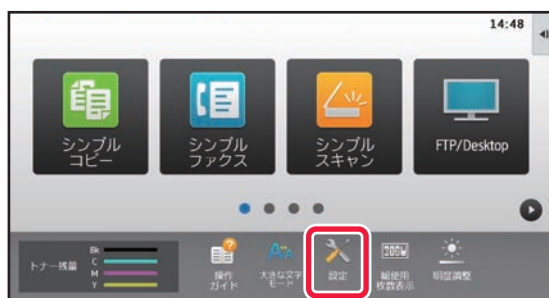 14:48
シンプル
コピー
シンプル
ファクス
シンプル
スキャン
FTP/Desktop
トナー残量
Bk
C
M
Y
操作
ガイド
大きな文字
モード
設定
総使用
枚数表示
明度調整